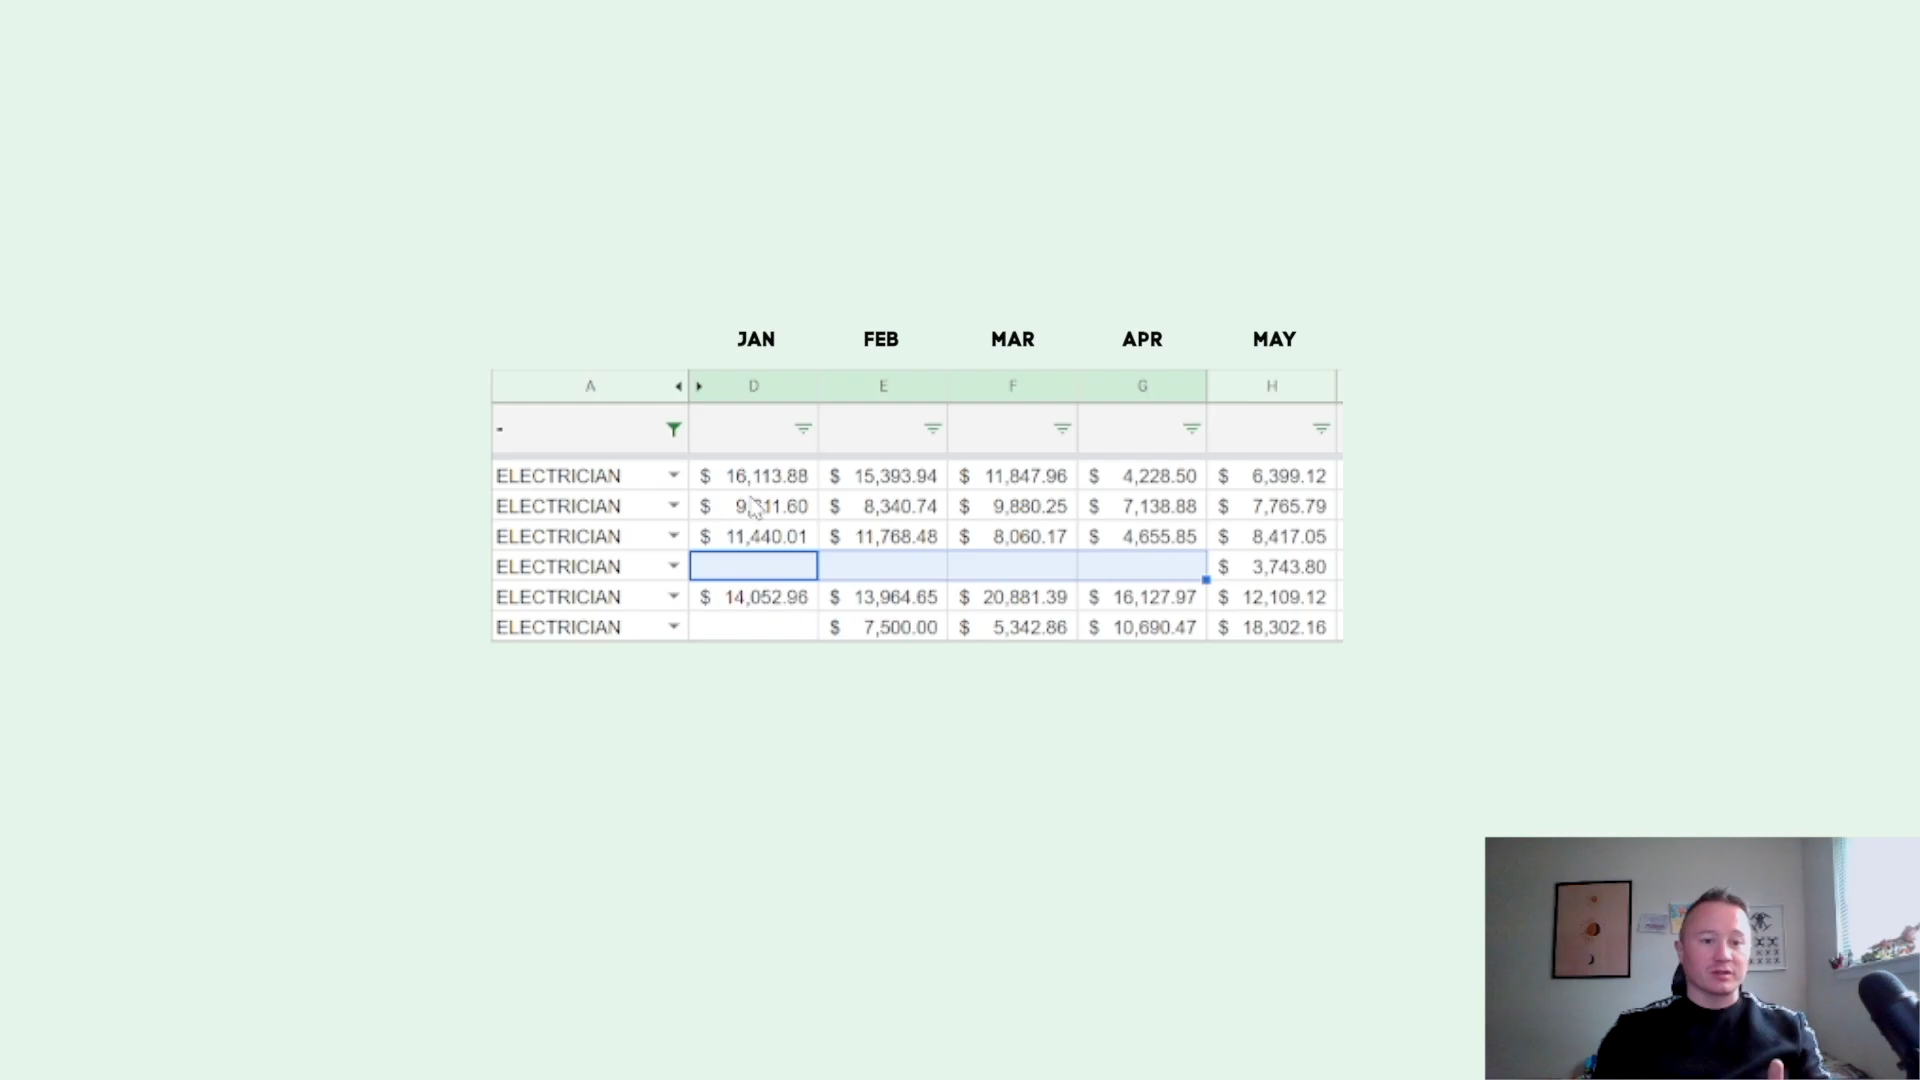 JAN FEB MAR APR MAY
A D E F G H
-
ELECTRICIAN $ 16,113.88 $ 15,393.94 $ 11,847.96 $ 4,228.50 $ 6,399.12
ELECTRICIAN $ $ 8,340.74 $ 9,880.25 $ 7,138.88 $ 7,765.79
ELECTRICIAN $ 11,440.01 $ 11,768.48 $ 8,060.17 $ 4,655.85 $ 8,417.05
ELECTRICIAN $ 3,743.80
ELECTRICIAN $ 14,052.96 $ 13,964.65 $ 20,881.39 $ 16,127.97 $ 12,109.12
ELECTRICIAN $ 7,500.00 $ 5,342.86 $ 10,690.47 $ 18,302.16